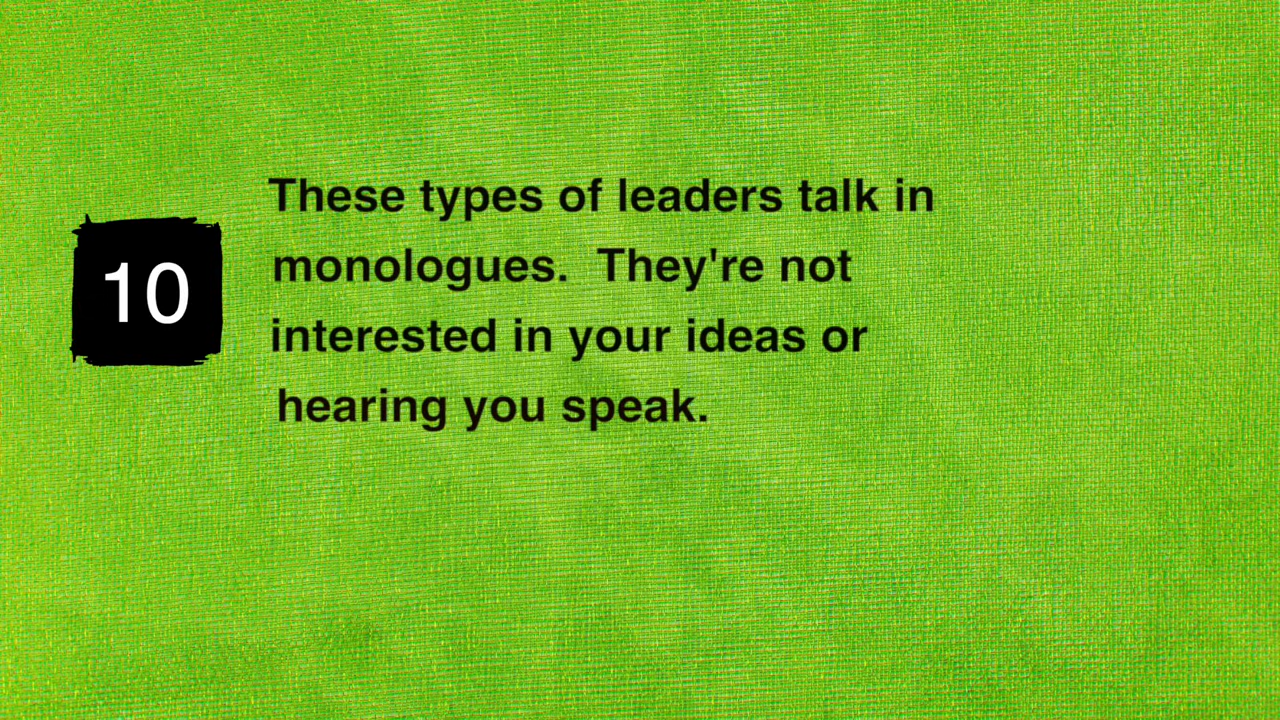 10
These types of leaders talk in
monologues.  They're not
interested in your ideas or
hearing you speak.